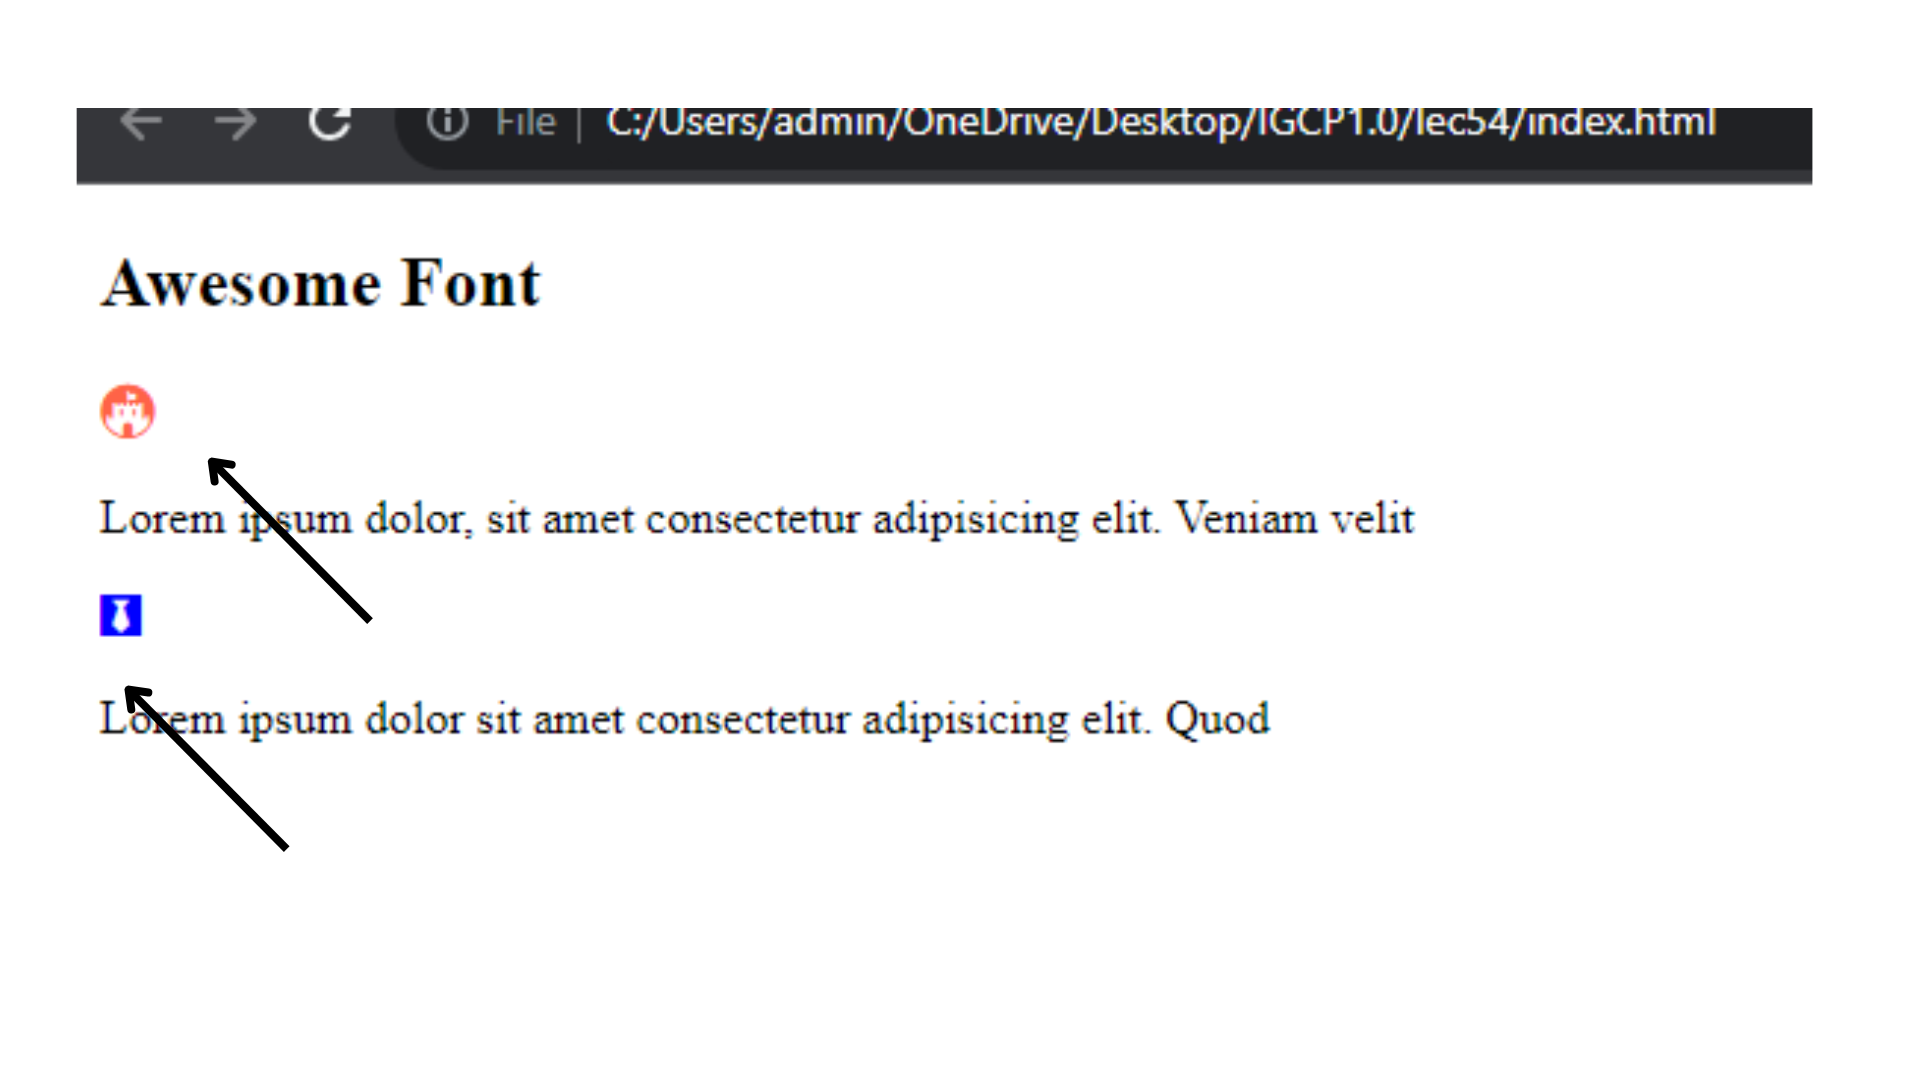 File | C:/Users/admin/OneDrive/Desktop/IGCP1.0/lec54/index.html
Awesome Font
Lorem ipsum dolor, sit amet consectetur adipisicing elit. Veniam velit
Lorem ipsum dolor sit amet consectetur adipisicing elit. Quod